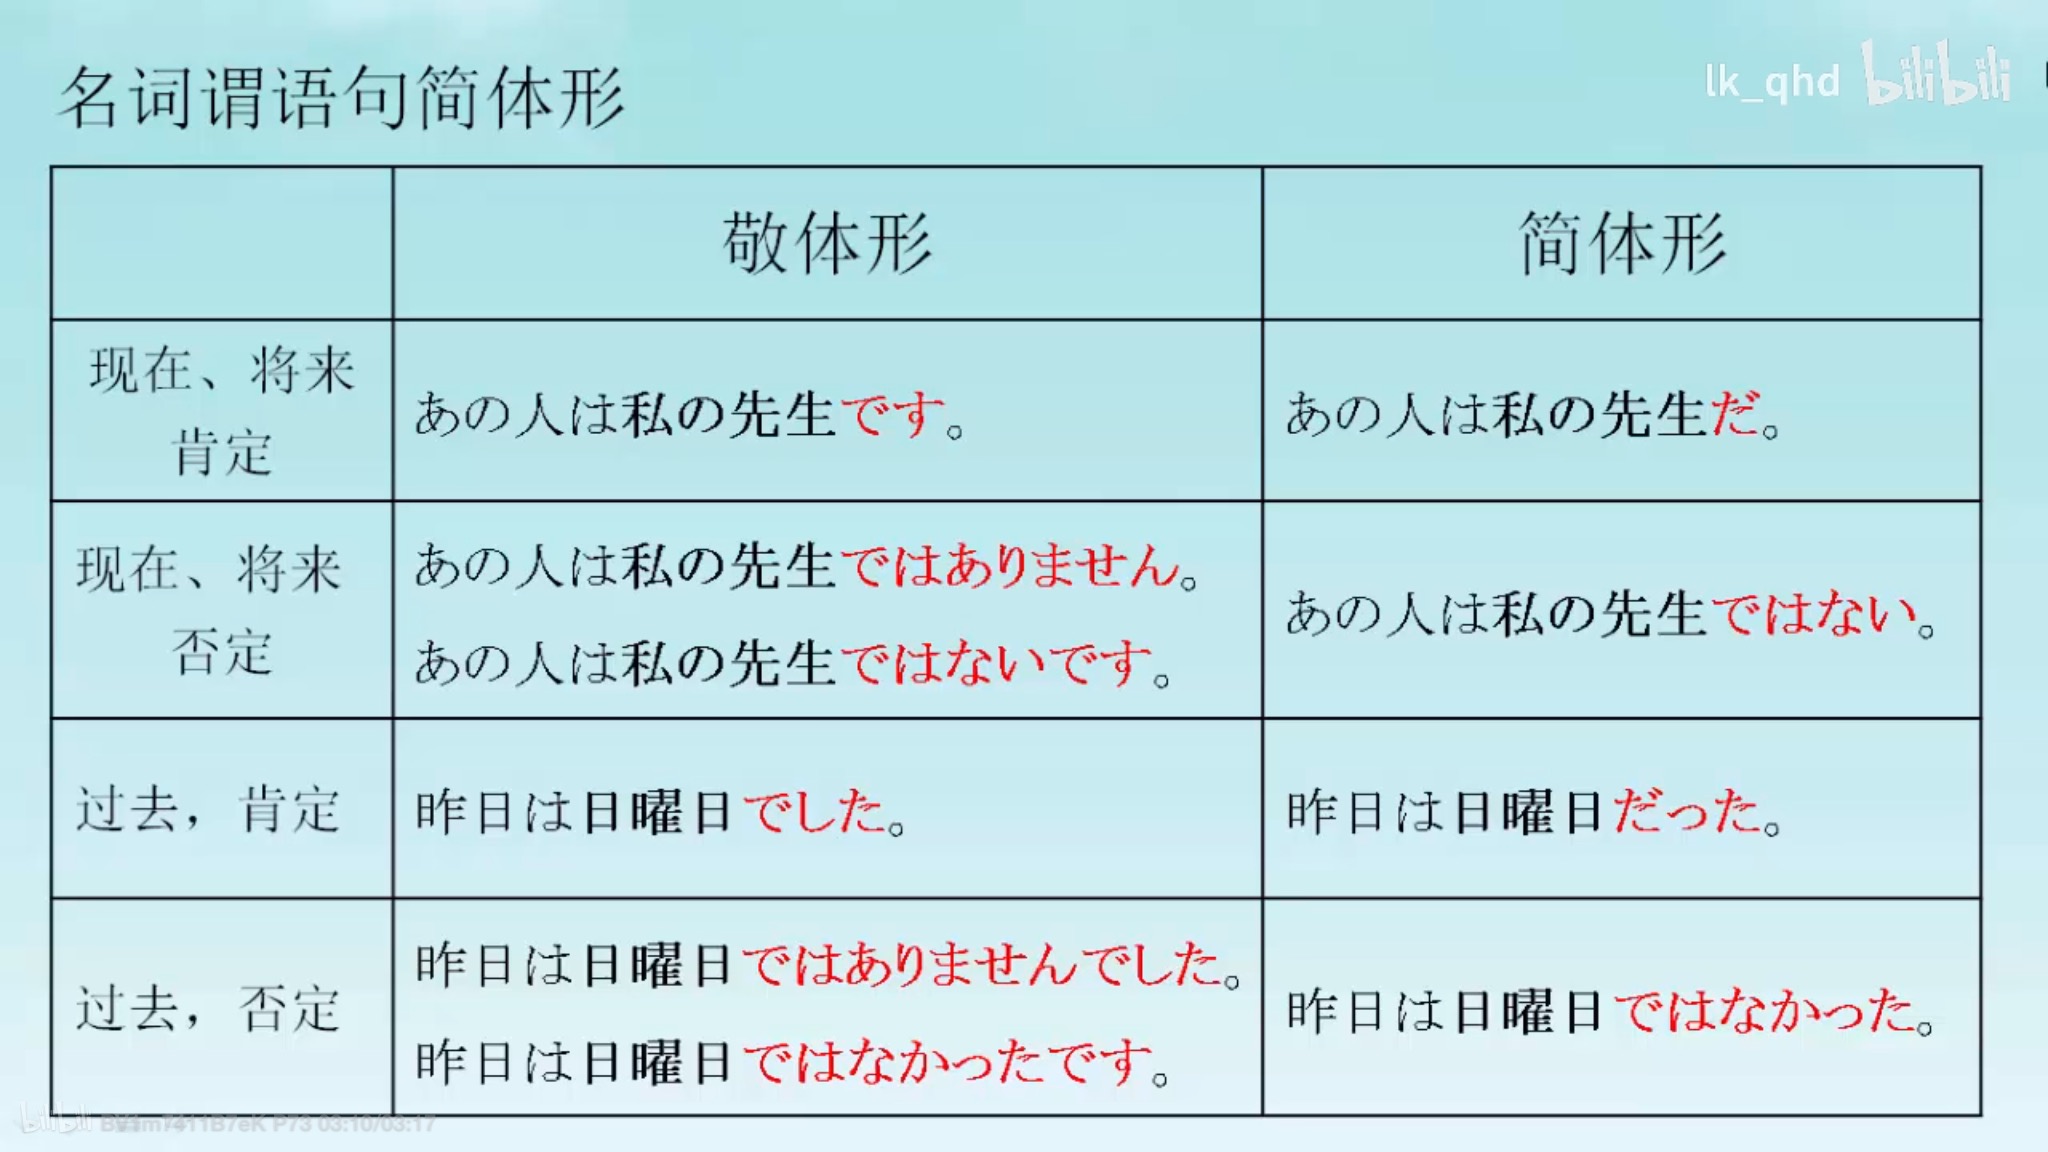 名词谓语句简体形
lk_qhd bilibili
敬体形
简体形
现在、将来
肯定
あの人は私の先生です。
あの人は私の先生だ。
现在、将来
否定
あの人は私の先生ではありません。
あの人は私の先生ではないです。
あの人は私の先生ではない。
过去，肯定
昨日は日曜日でした。
昨日は日曜日だった。
过去，否定
昨日は日曜日ではありませんでした。
昨日は日曜日ではなかったです。
昨日は日曜日ではなかった。
bilibili P73 03:10/03:17